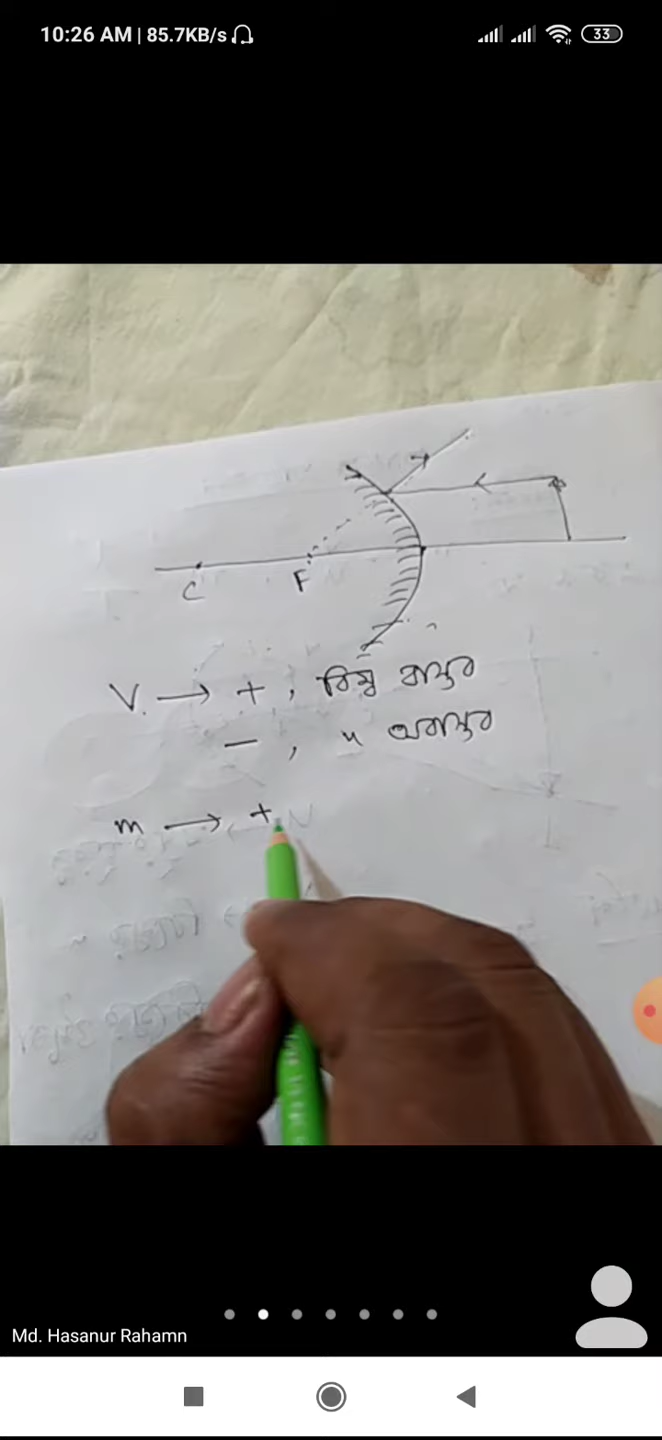 10:26 AM | 85.7KB/s
33
C
F
V. → + , বিম্ব বাস্তব
— , " অবাস্তব
m → +
Md. Hasanur Rahamn